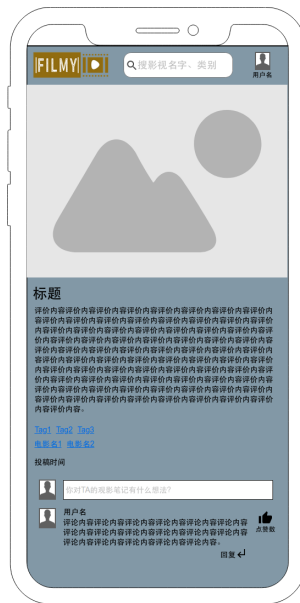 FILMY
搜影视名字、类别
用户名
标题
评价内容评价内容评价内容评价内容评价内容评价内容评价内
容评价内容评价内容评价内容评价内容评价内容评价内容评价
内容评价内容评价内容评价内容评价内容评价内容评价内容评
价内容评价内容评价内容评价内容评价内容评价内容评价内容
评价内容评价内容评价内容评价内容评价内容评价内容评价内
容评价内容评价内容评价内容评价内容评价内容评价内容评价
内容评价内容评价内容评价内容评价内容评价内容评价内容评
价内容评价内容评价内容评价内容评价内容评价内容评价内容
评价内容评价内容评价内容评价内容评价内容评价内容评价内
容评价内容评价内容评价内容评价内容评价内容评价内容评价
内容评价内容。
Tag1 Tag2 Tag3
电影名1 电影名2
投稿时间
你对TA的观影笔记有什么想法?
用户名
评论内容评论内容评论内容评论内容评论内容评论内容
评论内容评论内容评论内容评论内容评论内容评论内容
评论内容评论内容评论内容评论内容评论内容。
点赞数
回复